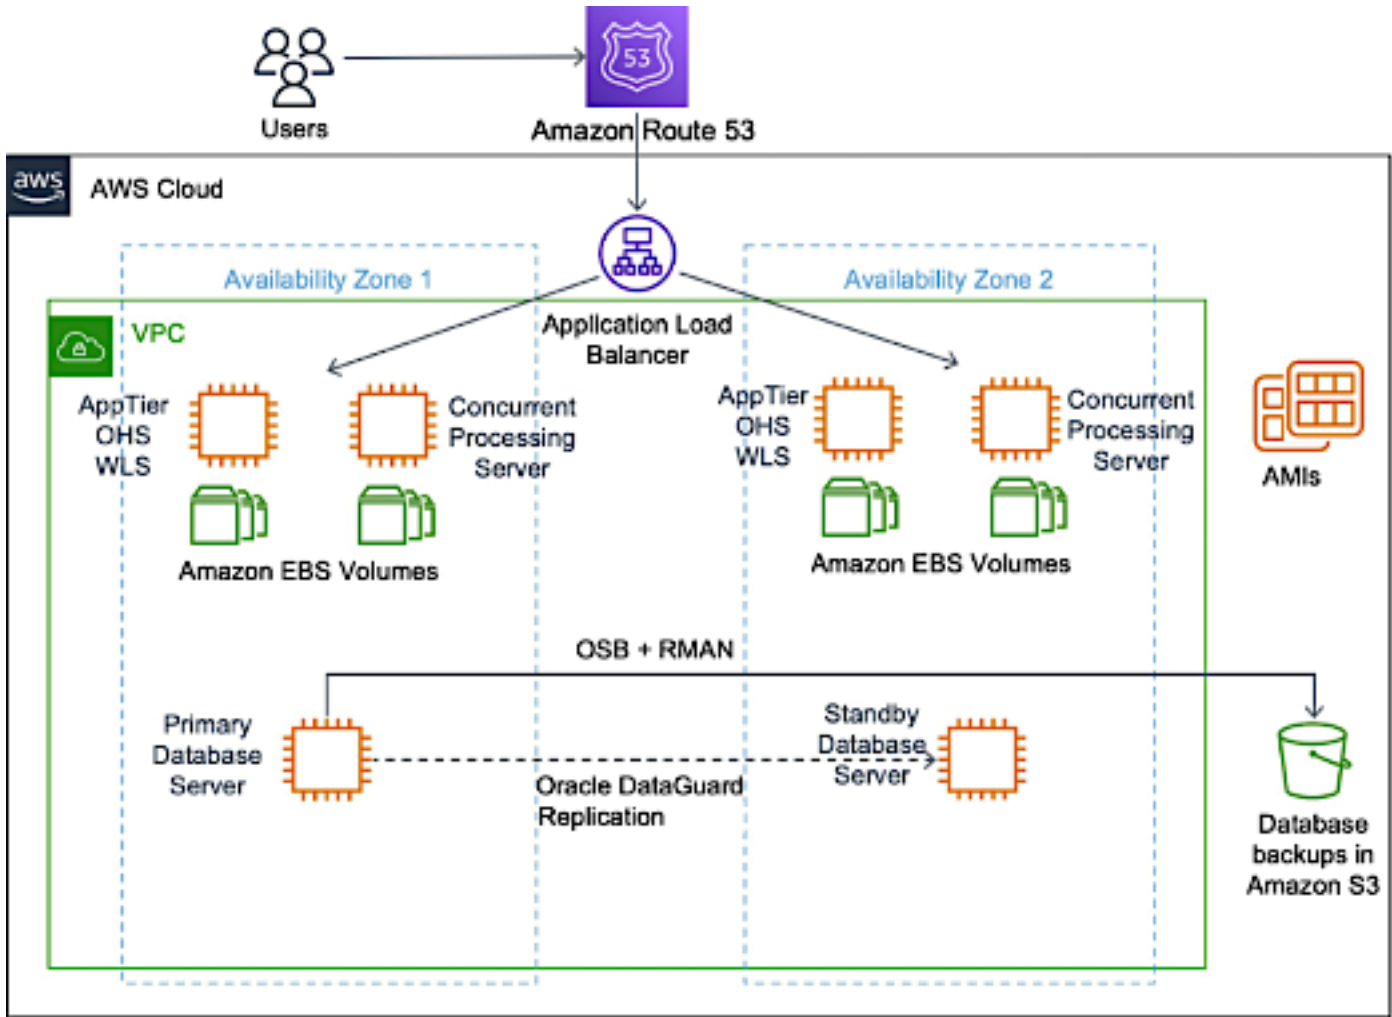 53
Users
Amazon Route 53
aws
AWS Cloud
Availability Zone 1
Availability Zone 2
VPC
Application Load
Balancer
AppTier
OHS
WLS
Concurrent
Processing
Server
AppTier
OHS
WLS
Concurrent
Processing
Server
AMIs
Amazon EBS Volumes
Amazon EBS Volumes
OSB + RMAN
Primary
Database
Server
Standby
Database
Server
Oracle DataGuard
Replication
Database
backups in
Amazon S3